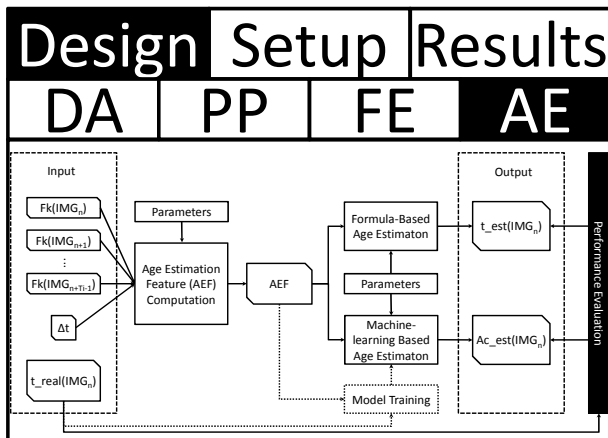 Design Setup Results
DA PP FE AE
Input
Fk(IMGₙ)
Fk(IMGₙ₊₁)
⋮
Fk(IMGₙ₊Tᵢ₋₁)
Δt
t_real(IMGₙ)
Parameters
Age Estimation
Feature (AEF)
Computation
AEF
Formula-Based
Age Estimaton
Parameters
Machine-
learning Based
Age Estimaton
Model Training
Output
t_est(IMGₙ)
Ac_est(IMGₙ)
Performance Evaluation